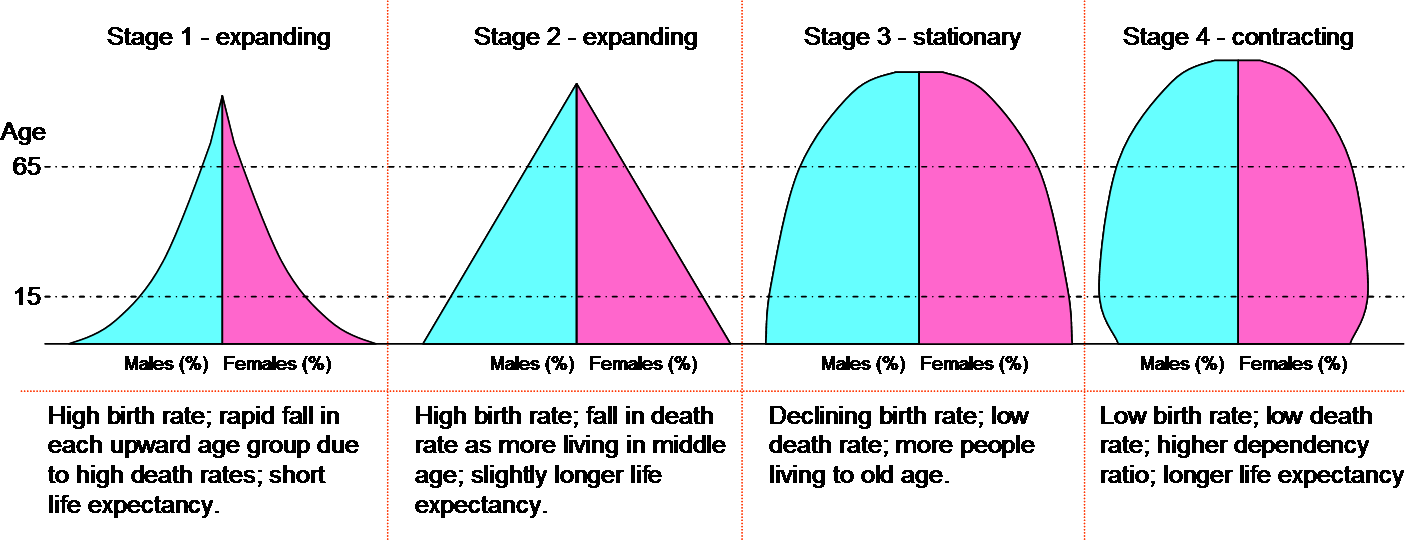 Stage 1 - expanding
Stage 2 - expanding
Stage 3 - stationary
Stage 4 - contracting
Age
65
15
Males (%) Females (%)
Males (%) Females (%)
Males (%) Females (%)
Males (%) Females (%)
High birth rate; rapid fall in
each upward age group due
to high death rates; short
life expectancy.
High birth rate; fall in death
rate as more living in middle
age; slightly longer life
expectancy.
Declining birth rate; low
death rate; more people
living to old age.
Low birth rate; low death
rate; higher dependency
ratio; longer life expectancy